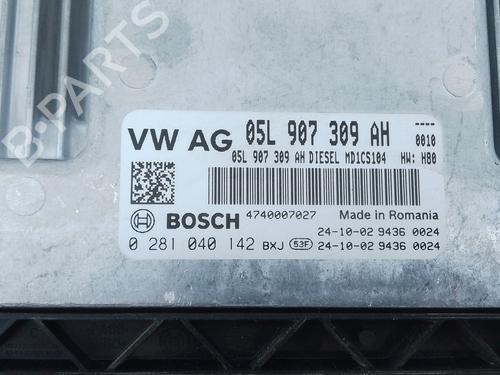 B-PARTS
VW AG 05L 907 309 AH ----
0010
05L 907 309 AH DIESEL MD1CS104 HW: H80
4740007027 Made in Romania
BOSCH 24-10-02 9436 0024
0 281 040 142 BXJ 53F 24-10-02 9436 0024